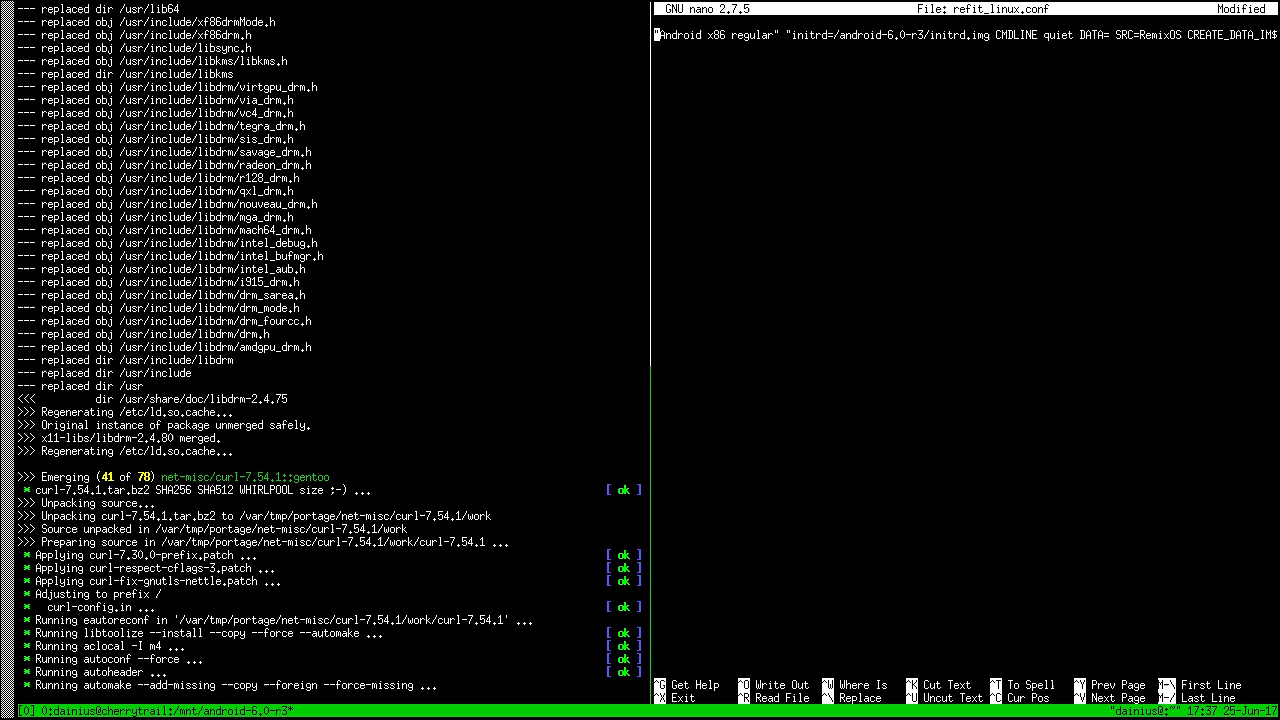 --- replaced dir /usr/lib64
--- replaced obj /usr/include/xf86drmMode.h
--- replaced obj /usr/include/xf86drm.h
--- replaced obj /usr/include/libsync.h
--- replaced obj /usr/include/libkms/libkms.h
--- replaced dir /usr/include/libkms
--- replaced obj /usr/include/libdrm/virtgpu_drm.h
--- replaced obj /usr/include/libdrm/via_drm.h
--- replaced obj /usr/include/libdrm/vc4_drm.h
--- replaced obj /usr/include/libdrm/tegra_drm.h
--- replaced obj /usr/include/libdrm/sis_drm.h
--- replaced obj /usr/include/libdrm/savage_drm.h
--- replaced obj /usr/include/libdrm/radeon_drm.h
--- replaced obj /usr/include/libdrm/r128_drm.h
--- replaced obj /usr/include/libdrm/qxl_drm.h
--- replaced obj /usr/include/libdrm/nouveau_drm.h
--- replaced obj /usr/include/libdrm/mga_drm.h
--- replaced obj /usr/include/libdrm/mach64_drm.h
--- replaced obj /usr/include/libdrm/intel_debug.h
--- replaced obj /usr/include/libdrm/intel_bufmgr.h
--- replaced obj /usr/include/libdrm/intel_aub.h
--- replaced obj /usr/include/libdrm/i915_drm.h
--- replaced obj /usr/include/libdrm/drm_sarea.h
--- replaced obj /usr/include/libdrm/drm_mode.h
--- replaced obj /usr/include/libdrm/drm_fourcc.h
--- replaced obj /usr/include/libdrm/drm.h
--- replaced obj /usr/include/libdrm/amdgpu_drm.h
--- replaced dir /usr/include/libdrm
--- replaced dir /usr/include
--- replaced dir /usr
<<<          dir /usr/share/doc/libdrm-2.4.75
>>> Regenerating /etc/ld.so.cache...
>>> Original instance of package unmerged safely.
>>> x11-libs/libdrm-2.4.80 merged.
>>> Regenerating /etc/ld.so.cache...
>>> Emerging (41 of 78) net-misc/curl-7.54.1::gentoo
* curl-7.54.1.tar.bz2 SHA256 SHA512 WHIRLPOOL size ;-) ... [ ok ]
>>> Unpacking source...
>>> Unpacking curl-7.54.1.tar.bz2 to /var/tmp/portage/net-misc/curl-7.54.1/work
>>> Source unpacked in /var/tmp/portage/net-misc/curl-7.54.1/work
>>> Preparing source in /var/tmp/portage/net-misc/curl-7.54.1/work/curl-7.54.1 ...
* Applying curl-7.30.0-prefix.patch ... [ ok ]
* Applying curl-respect-cflags-3.patch ... [ ok ]
* Applying curl-fix-gnutls-nettle.patch ... [ ok ]
* Adjusting to prefix /
*   curl-config.in ... [ ok ]
* Running eautoreconf in '/var/tmp/portage/net-misc/curl-7.54.1/work/curl-7.54.1' ...
* Running libtoolize --install --copy --force --automake ... [ ok ]
* Running aclocal -I m4 ... [ ok ]
* Running autoconf --force ... [ ok ]
* Running autoheader ... [ ok ]
* Running automake --add-missing --copy --foreign --force-missing ...
GNU nano 2.7.5 File: refit_linux.conf Modified
"Android x86 regular" "initrd=/android-6.0-r3/initrd.img CMDLINE quiet DATA= SRC=RemixOS CREATE_DATA_IM$
^G Get Help ^O Write Out ^W Where Is ^K Cut Text ^T To Spell ^Y Prev Page M-\ First Line
^X Exit ^R Read File ^\ Replace ^U Uncut Text ^C Cur Pos ^V Next Page M-/ Last Line
[0] 0:dainius@cherrytrail:/mnt/android-6.0-r3* "dainius@:~" 17:37 25-Jun-17